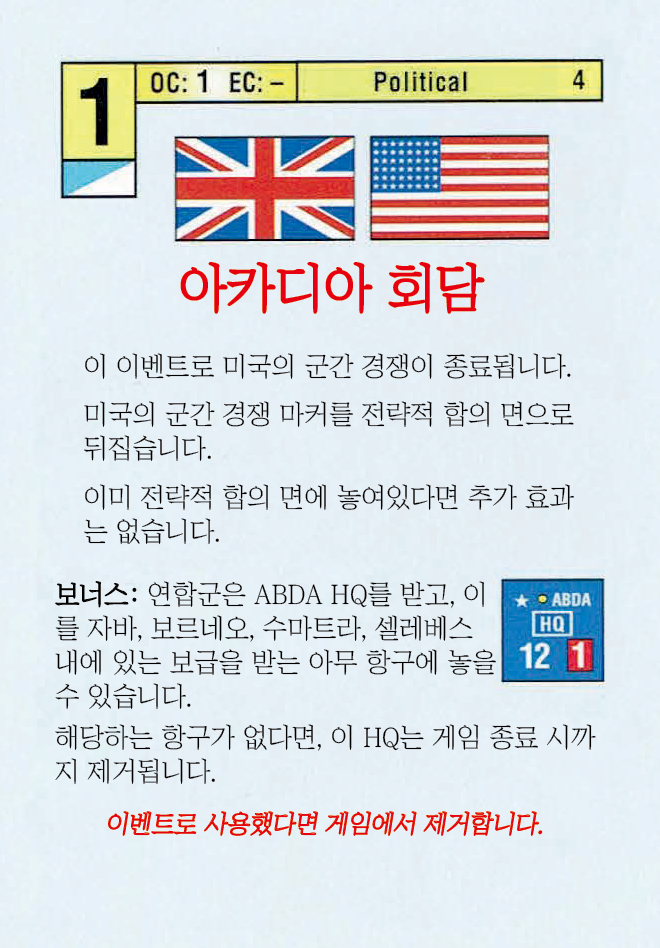 1
OC: 1 EC: – Political 4
아카디아 회담
이 이벤트로 미국의 군간 경쟁이 종료됩니다.
미국의 군간 경쟁 마커를 전략적 합의 면으로
뒤집습니다.
이미 전략적 합의 면에 놓여있다면 추가 효과
는 없습니다.
보너스: 연합군은 ABDA HQ를 받고, 이
를 자바, 보르네오, 수마트라, 셀레베스
내에 있는 보급을 받는 아무 항구에 놓을
수 있습니다.
ABDA
HQ
12 1
해당하는 항구가 없다면, 이 HQ는 게임 종료 시까
지 제거됩니다.
이벤트로 사용했다면 게임에서 제거합니다.